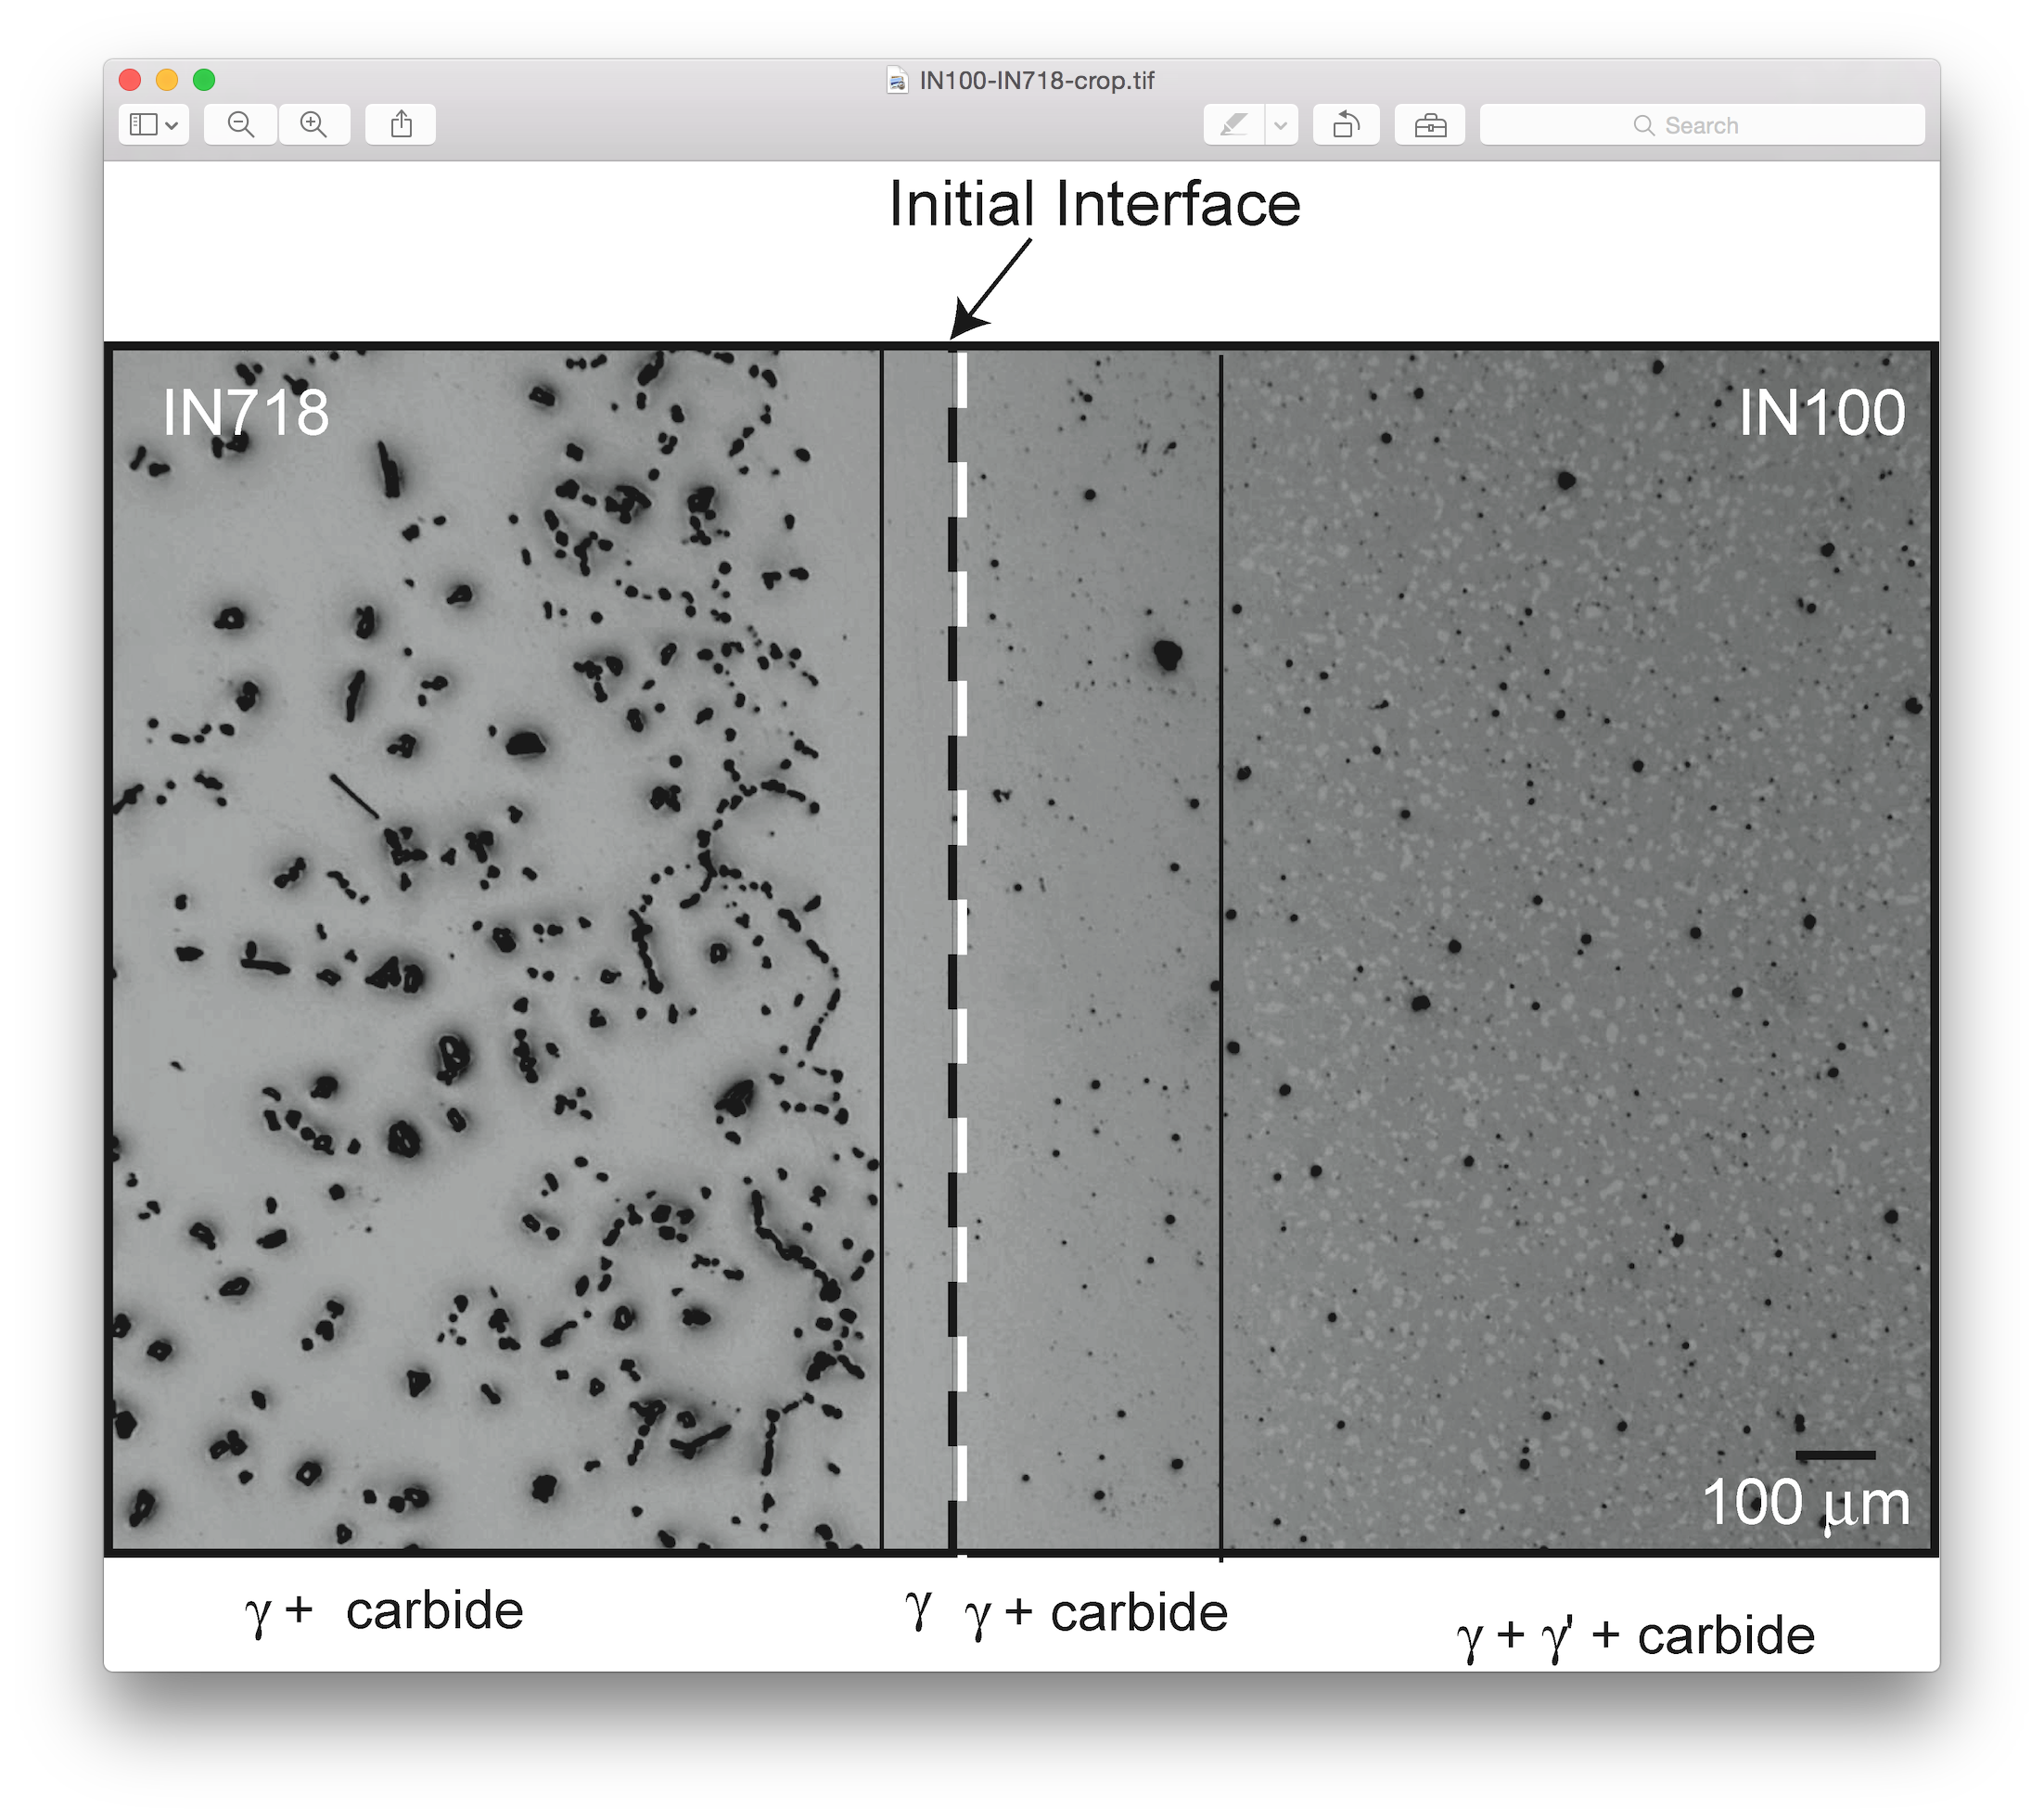 IN100-IN718-crop.tif
Search
Initial Interface
IN718
IN100
100 μm
γ + carbide
γ
γ + carbide
γ + γ' + carbide